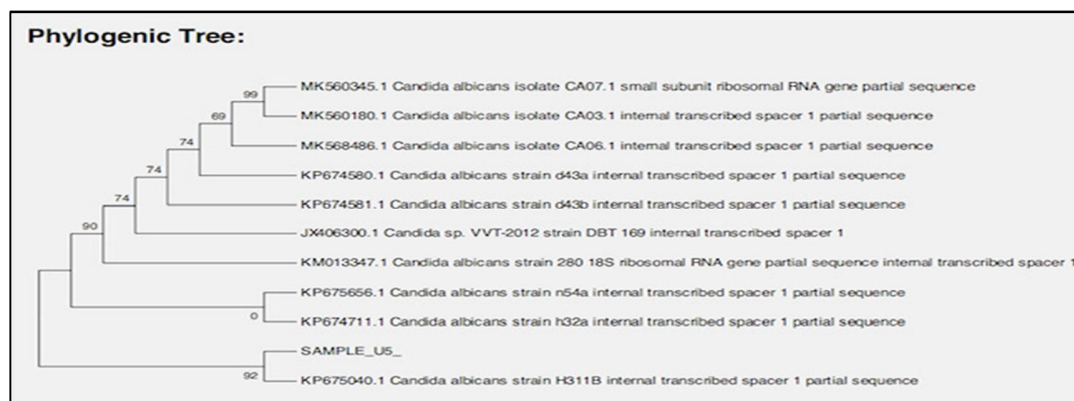 Phylogenic Tree:
MK560345.1 Candida albicans isolate CA07.1 small subunit ribosomal RNA gene partial sequence
99
MK560180.1 Candida albicans isolate CA03.1 internal transcribed spacer 1 partial sequence
69
MK568486.1 Candida albicans isolate CA06.1 internal transcribed spacer 1 partial sequence
74
KP674580.1 Candida albicans strain d43a internal transcribed spacer 1 partial sequence
74
KP674581.1 Candida albicans strain d43b internal transcribed spacer 1 partial sequence
74
JX406300.1 Candida sp. VVT-2012 strain DBT 169 internal transcribed spacer 1
90
KM013347.1 Candida albicans strain 280 18S ribosomal RNA gene partial sequence internal transcribed spacer 1
KP675656.1 Candida albicans strain n54a internal transcribed spacer 1 partial sequence
0
KP674711.1 Candida albicans strain h32a internal transcribed spacer 1 partial sequence
SAMPLE_U5_
92
KP675040.1 Candida albicans strain H311B internal transcribed spacer 1 partial sequence